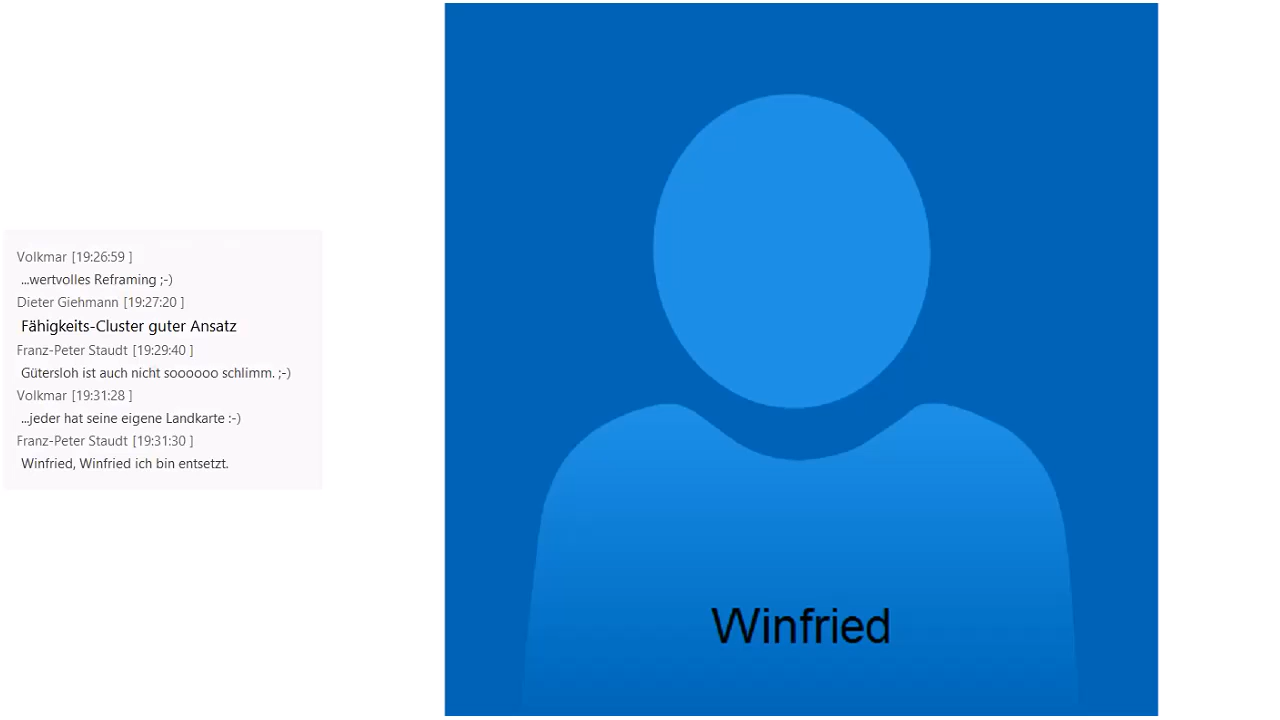 Volkmar [19:26:59 ]
...wertvolles Reframing ;-)
Dieter Giehmann [19:27:20 ]
Fähigkeits-Cluster guter Ansatz
Franz-Peter Staudt [19:29:40 ]
Gütersloh ist auch nicht soooooo schlimm. ;-)
Volkmar [19:31:28 ]
...jeder hat seine eigene Landkarte :-)
Franz-Peter Staudt [19:31:30 ]
Winfried, Winfried ich bin entsetzt.
Winfried